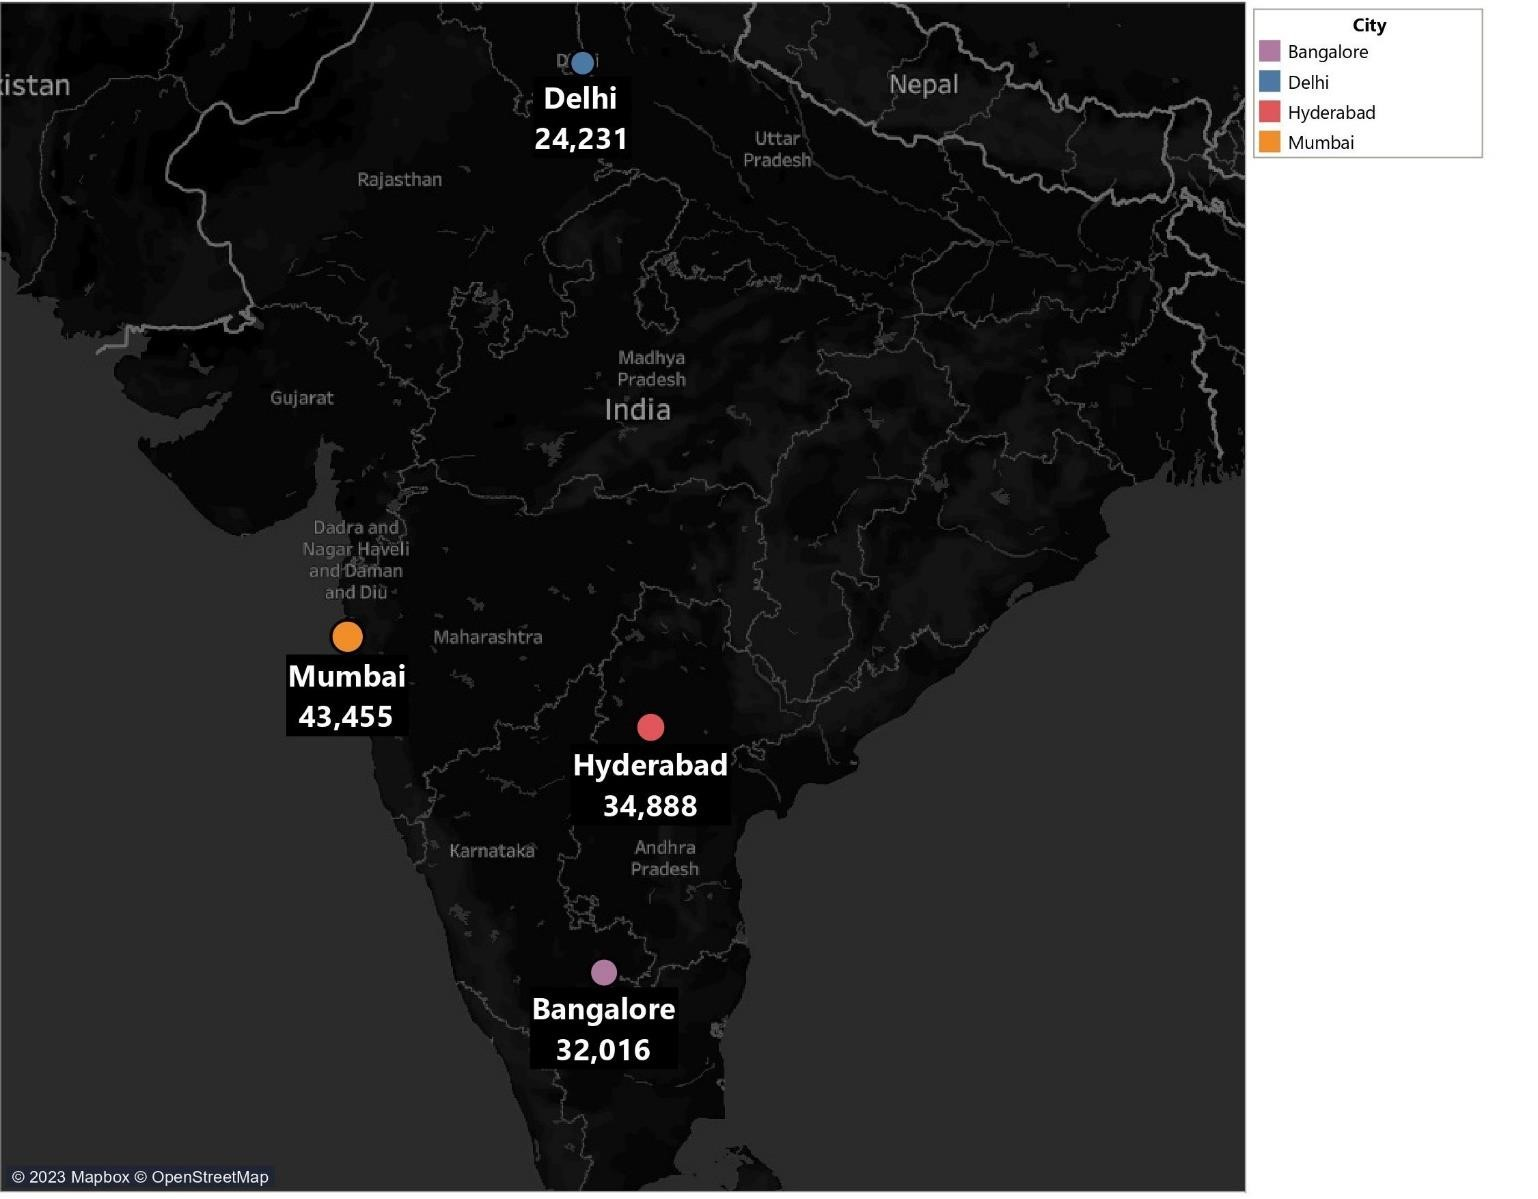 City
Bangalore
Delhi
Hyderabad
Mumbai
Delhi
24,231
Nepal
Uttar
Pradesh
Rajasthan
Madhya
Pradesh
India
Gujarat
Dadra and
Nagar Haveli
and Daman
and Diu
Maharashtra
Mumbai
43,455
Hyderabad
34,888
Karnataka
Andhra
Pradesh
Bangalore
32,016
© 2023 Mapbox © OpenStreetMap